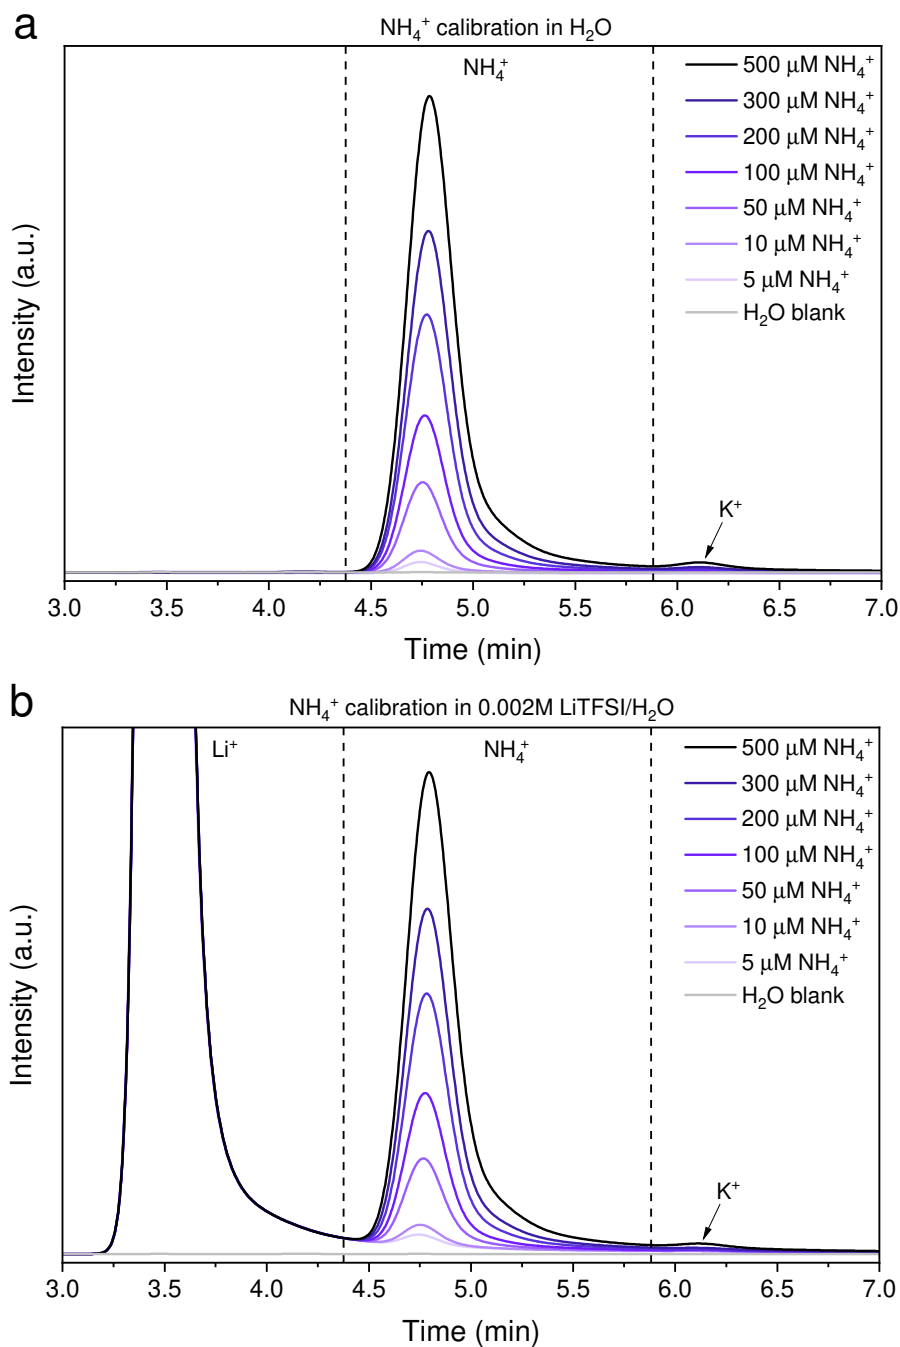 a
NH₄⁺ calibration in H₂O
NH₄⁺
500 μM NH₄⁺
300 μM NH₄⁺
200 μM NH₄⁺
100 μM NH₄⁺
50 μM NH₄⁺
10 μM NH₄⁺
5 μM NH₄⁺
H₂O blank
K⁺
Intensity (a.u.)
3.0 3.5 4.0 4.5 5.0 5.5 6.0 6.5 7.0
Time (min)
b
NH₄⁺ calibration in 0.002M LiTFSI/H₂O
Li⁺
NH₄⁺
500 μM NH₄⁺
300 μM NH₄⁺
200 μM NH₄⁺
100 μM NH₄⁺
50 μM NH₄⁺
10 μM NH₄⁺
5 μM NH₄⁺
H₂O blank
K⁺
Intensity (a.u.)
3.0 3.5 4.0 4.5 5.0 5.5 6.0 6.5 7.0
Time (min)